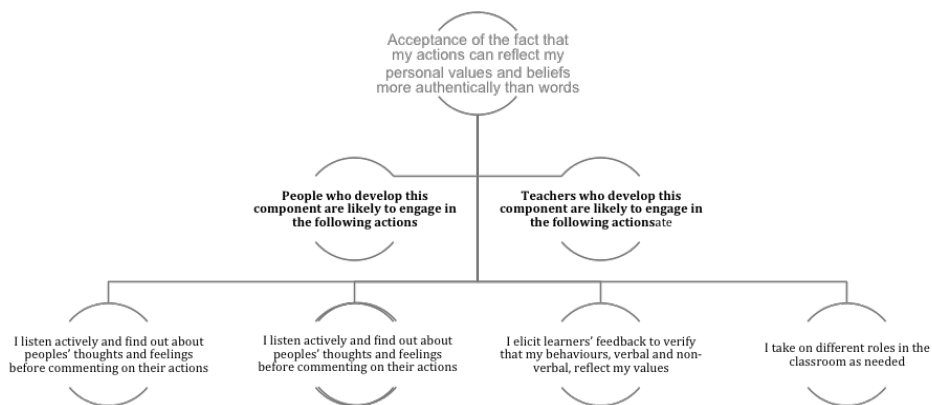 Acceptance of the fact that
my actions can reflect my
personal values and beliefs
more authentically than words
People who develop this
component are likely to engage in
the following actions
Teachers who develop this
component are likely to engage in
the following actionsate
I listen actively and find out about
peoples' thoughts and feelings
before commenting on their actions
I listen actively and find out about
peoples' thoughts and feelings
before commenting on their actions
I elicit learners' feedback to verify
that my behaviours, verbal and non-
verbal, reflect my values
I take on different roles in the
classroom as needed